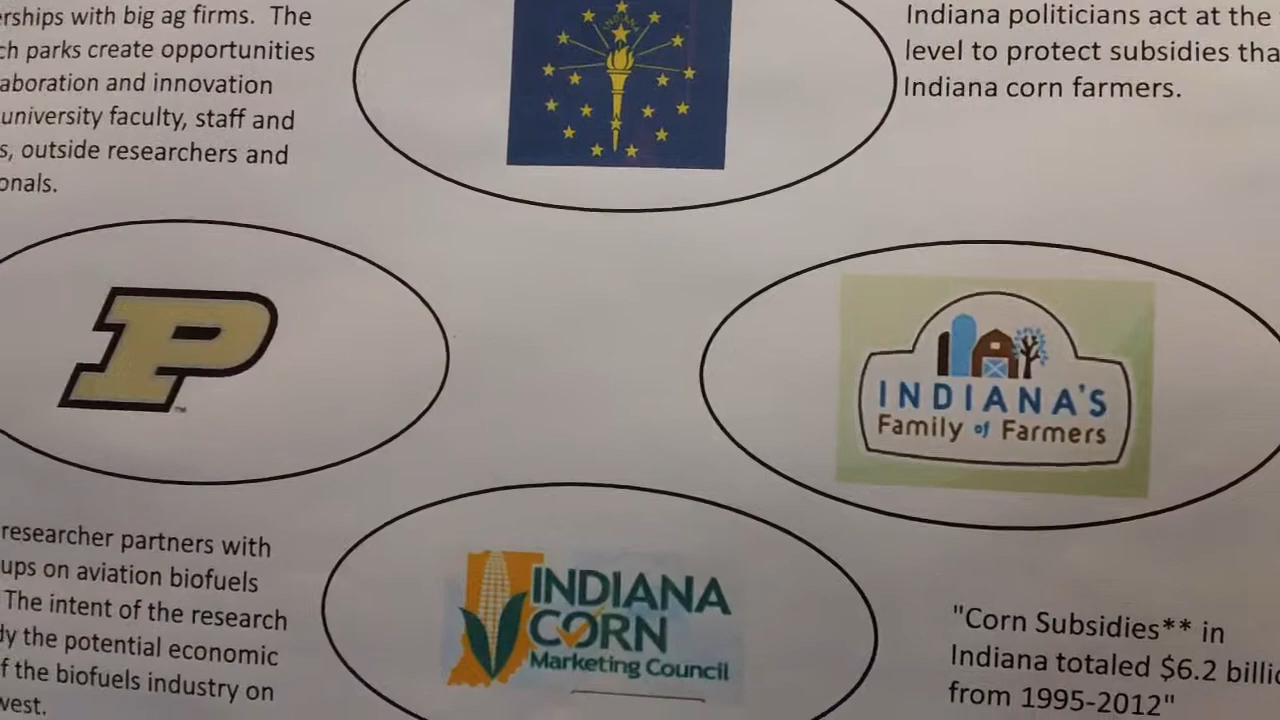 erships with big ag firms. The
ch parks create opportunities
aboration and innovation
university faculty, staff and
s, outside researchers and
onals.
INDIANA
Indiana politicians act at the
level to protect subsidies tha
Indiana corn farmers.
P
TM
INDIANA'S
Family of Farmers
researcher partners with
ups on aviation biofuels
The intent of the research
dy the potential economic
f the biofuels industry on
west.
INDIANA
CORN
Marketing Council
"Corn Subsidies** in
Indiana totaled $6.2 billio
from 1995-2012"